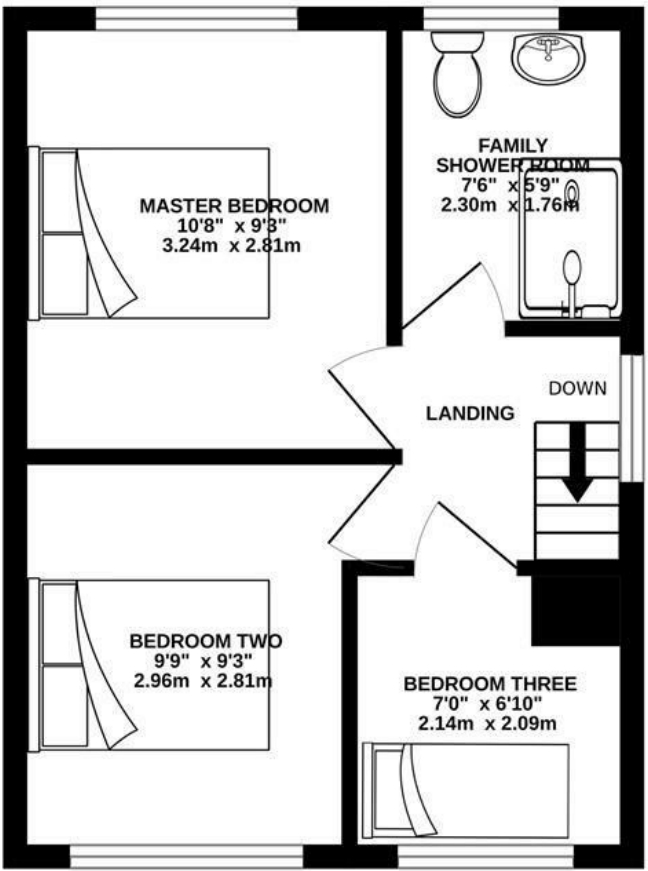 MASTER BEDROOM
10'8" x 9'3"
3.24m x 2.81m
FAMILY
SHOWER ROOM
7'6" x 5'9"
2.30m x 1.76m
LANDING
DOWN
BEDROOM TWO
9'9" x 9'3"
2.96m x 2.81m
BEDROOM THREE
7'0" x 6'10"
2.14m x 2.09m